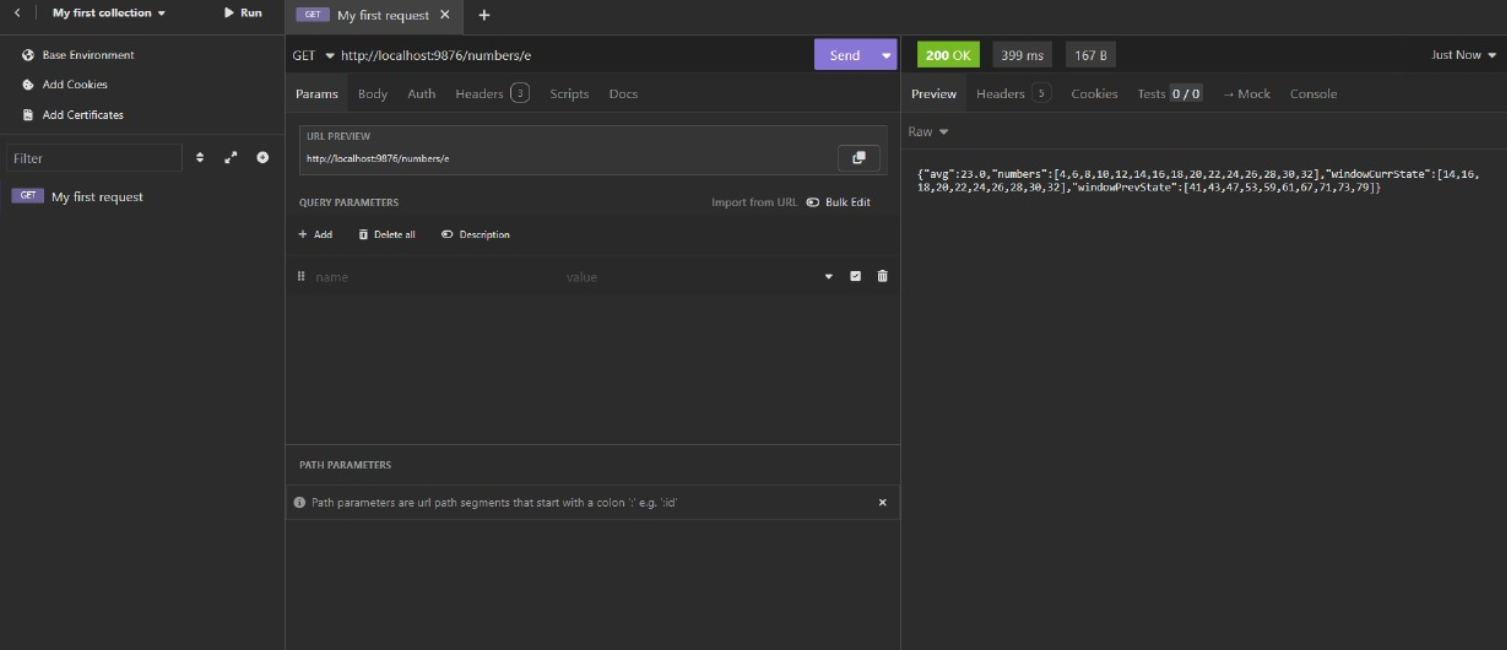 My first collection
Run
Base Environment
Add Cookies
Add Certificates
Filter
GET My first request
GET My first request
GET http://localhost:9876/numbers/e
Send
Params Body Auth Headers 3 Scripts Docs
URL PREVIEW
http://localhost:9876/numbers/e
QUERY PARAMETERS
Import from URL Bulk Edit
+ Add Delete all Description
name value
PATH PARAMETERS
Path parameters are url path segments that start with a colon ':' e.g. ':id'
200 OK 399 ms 167 B Just Now
Preview Headers 5 Cookies Tests 0 / 0 → Mock Console
Raw
{"avg":23.0,"numbers":[4,6,8,10,12,14,16,18,20,22,24,26,28,30,32],"windowCurrState":[14,16,
18,20,22,24,26,28,30,32],"windowPrevState":[41,43,47,53,59,61,67,71,73,79]}